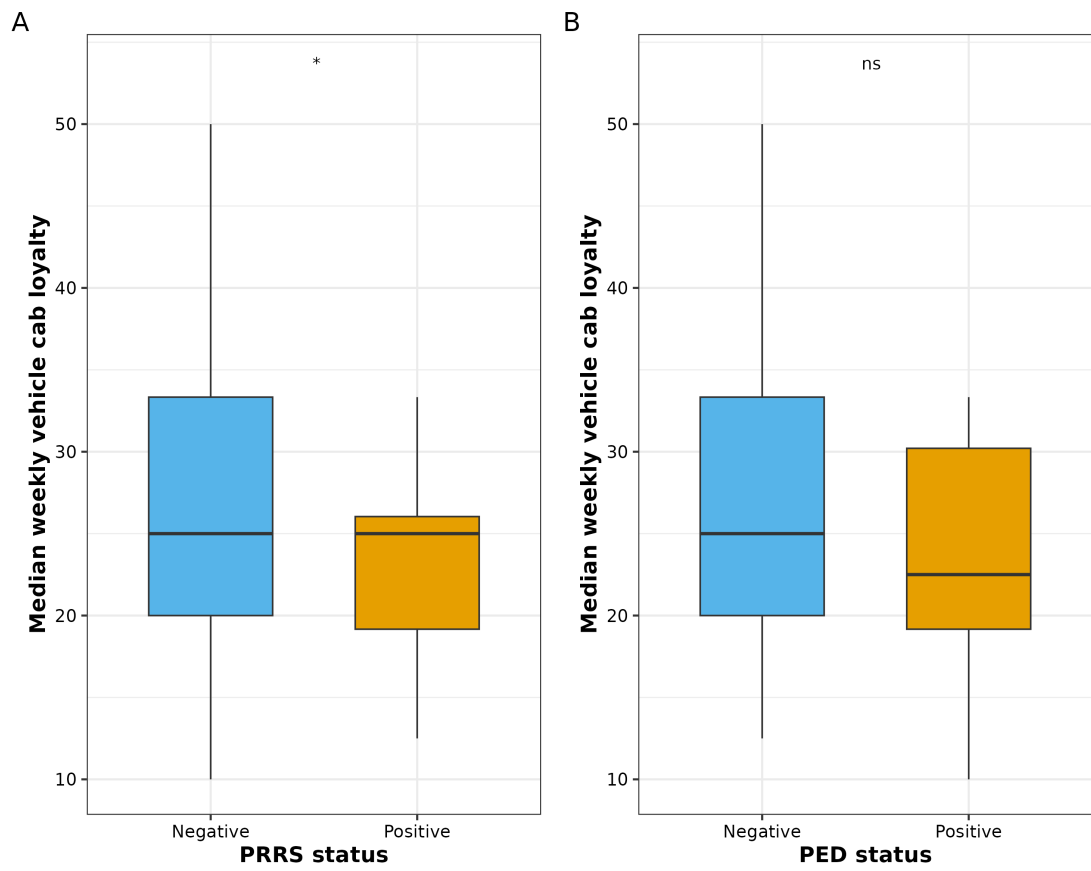 A
*
50
40
30
20
10
Median weekly vehicle cab loyalty
Negative
Positive
PRRS status
B
ns
50
40
30
20
10
Median weekly vehicle cab loyalty
Negative
Positive
PED status